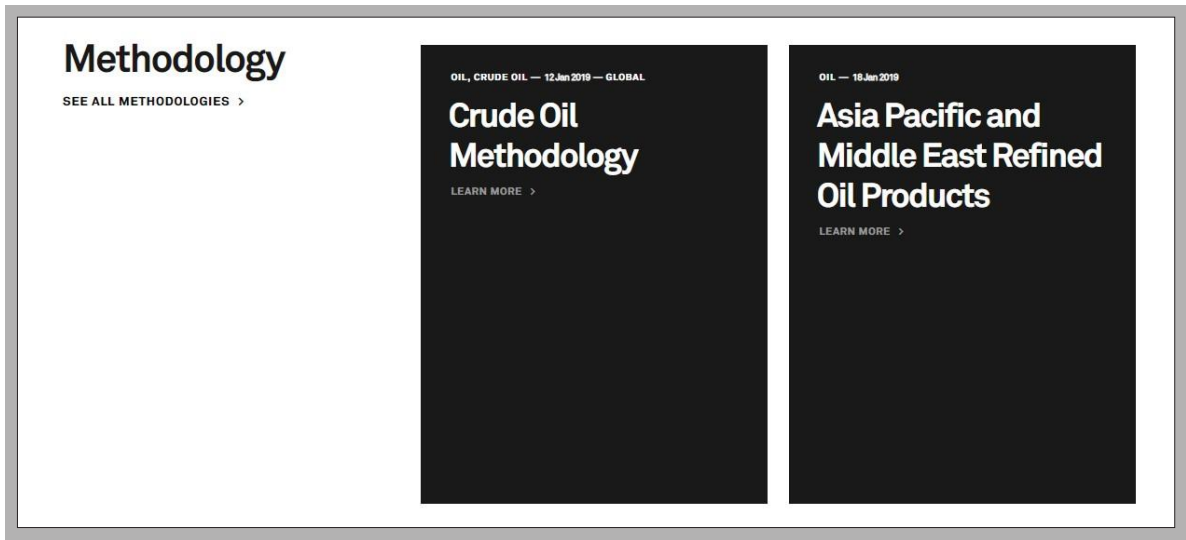 Methodology
SEE ALL METHODOLOGIES >
OIL, CRUDE OIL — 12 Jan 2019 — GLOBAL
Crude Oil
Methodology
LEARN MORE >
OIL — 18 Jan 2019
Asia Pacific and
Middle East Refined
Oil Products
LEARN MORE >